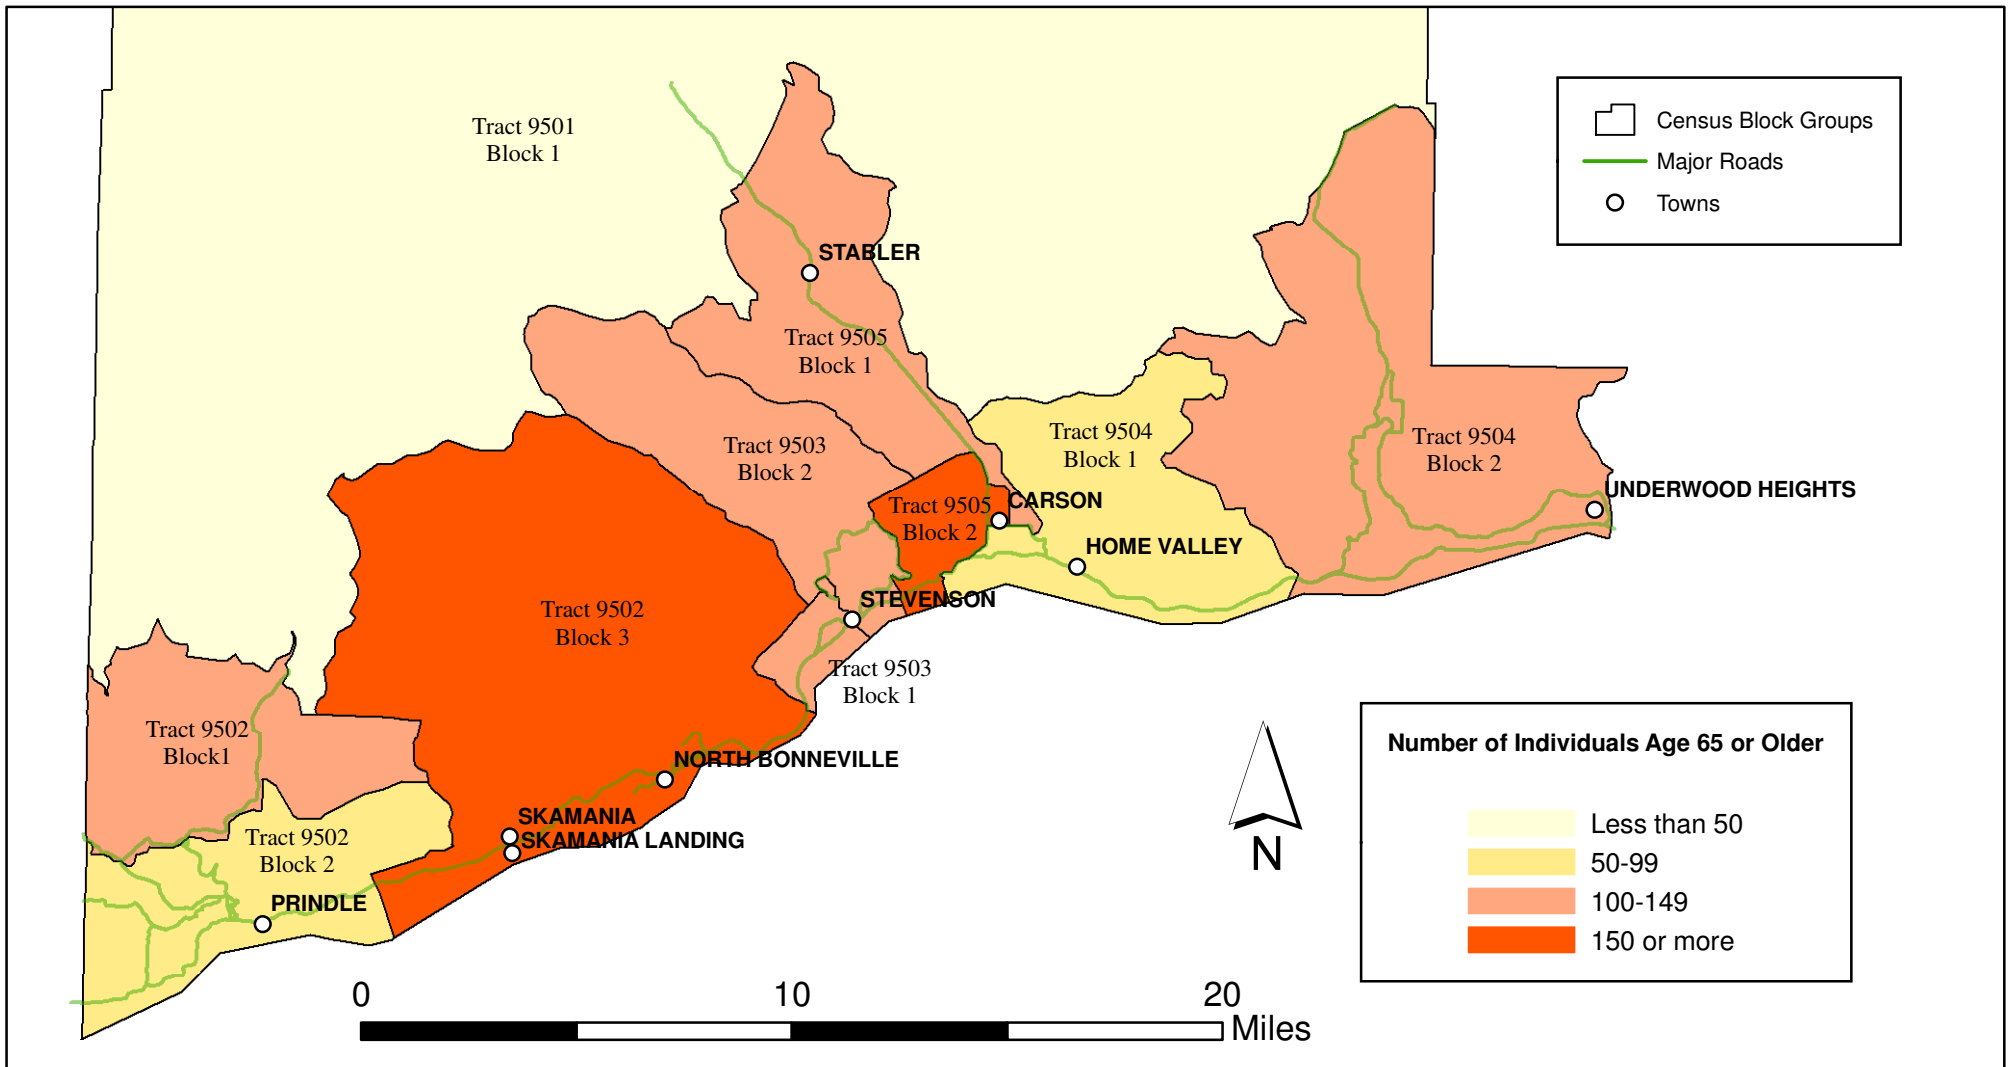 Tract 9501
Block 1
Census Block Groups
Major Roads
Towns
STABLER
Tract 9505
Block 1
Tract 9503
Block 2
Tract 9504
Block 1
Tract 9504
Block 2
UNDERWOOD HEIGHTS
Tract 9505
Block 2
CARSON
HOME VALLEY
STEVENSON
Tract 9502
Block 3
Tract 9503
Block 1
Tract 9502
Block1
NORTH BONNEVILLE
SKAMANIA
SKAMANIA LANDING
Tract 9502
Block 2
PRINDLE
N
Number of Individuals Age 65 or Older
Less than 50
50-99
100-149
150 or more
0 10 20
Miles